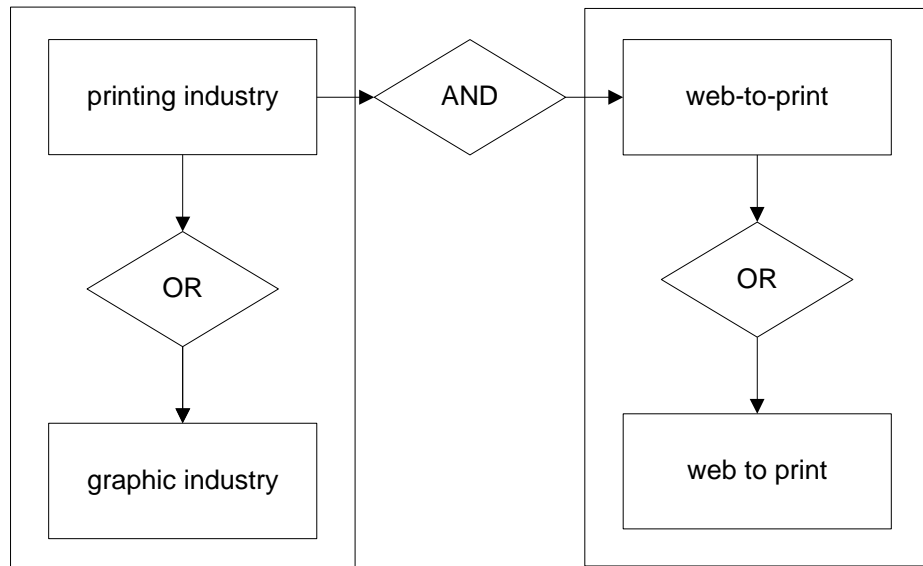 printing industry
AND
web-to-print
OR
OR
graphic industry
web to print